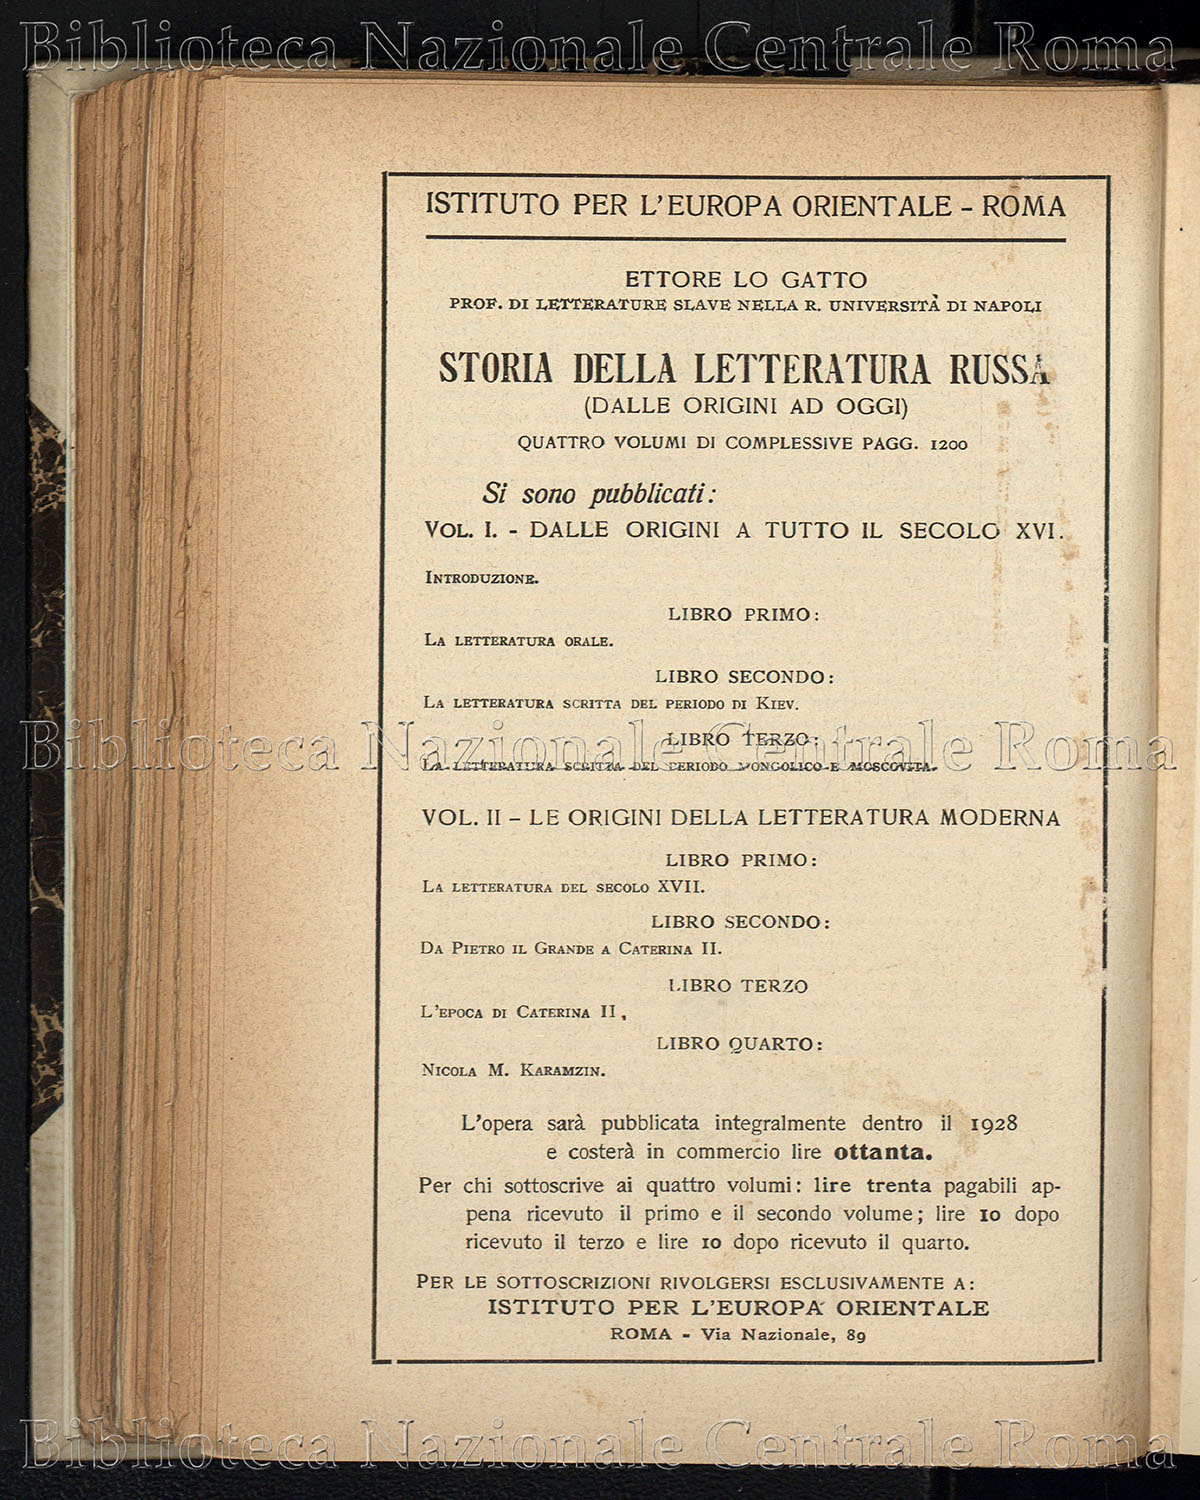 Biblioteca Nazionale Centrale Roma
ISTITUTO PER L'EUROPA ORIENTALE - ROMA
ETTORE LO GATTO
PROF. DI LETTERATURE SLAVE NELLA R. UNIVERSITÀ DI NAPOLI
STORIA DELLA LETTERATURA RUSSA
(DALLE ORIGINI AD OGGI)
QUATTRO VOLUMI DI COMPLESSIVE PAGG. 1200
Si sono pubblicati:
VOL. I. - DALLE ORIGINI A TUTTO IL SECOLO XVI.
INTRODUZIONE.
LIBRO PRIMO:
LA LETTERATURA ORALE.
LIBRO SECONDO:
LA LETTERATURA SCRITTA DEL PERIODO DI KIEV.
LIBRO TERZO:
Biblioteca Nazionale Centrale Roma
LA LETTERATURA SCRITTA DEL PERIODO MONGOLICO E MOSCOVITA.
VOL. II - LE ORIGINI DELLA LETTERATURA MODERNA
LIBRO PRIMO:
LA LETTERATURA DEL SECOLO XVII.
LIBRO SECONDO:
DA PIETRO IL GRANDE A CATERINA II.
LIBRO TERZO
L'EPOCA DI CATERINA II,
LIBRO QUARTO:
NICOLA M. KARAMZIN.
L'opera sarà pubblicata integralmente dentro il 1928
e costerà in commercio lire ottanta.
Per chi sottoscrive ai quattro volumi: lire trenta pagabili ap-
pena ricevuto il primo e il secondo volume; lire 10 dopo
ricevuto il terzo e lire 10 dopo ricevuto il quarto.
PER LE SOTTOSCRIZIONI RIVOLGERSI ESCLUSIVAMENTE A:
ISTITUTO PER L'EUROPA ORIENTALE
ROMA - Via Nazionale, 89
Biblioteca Nazionale Centrale Roma